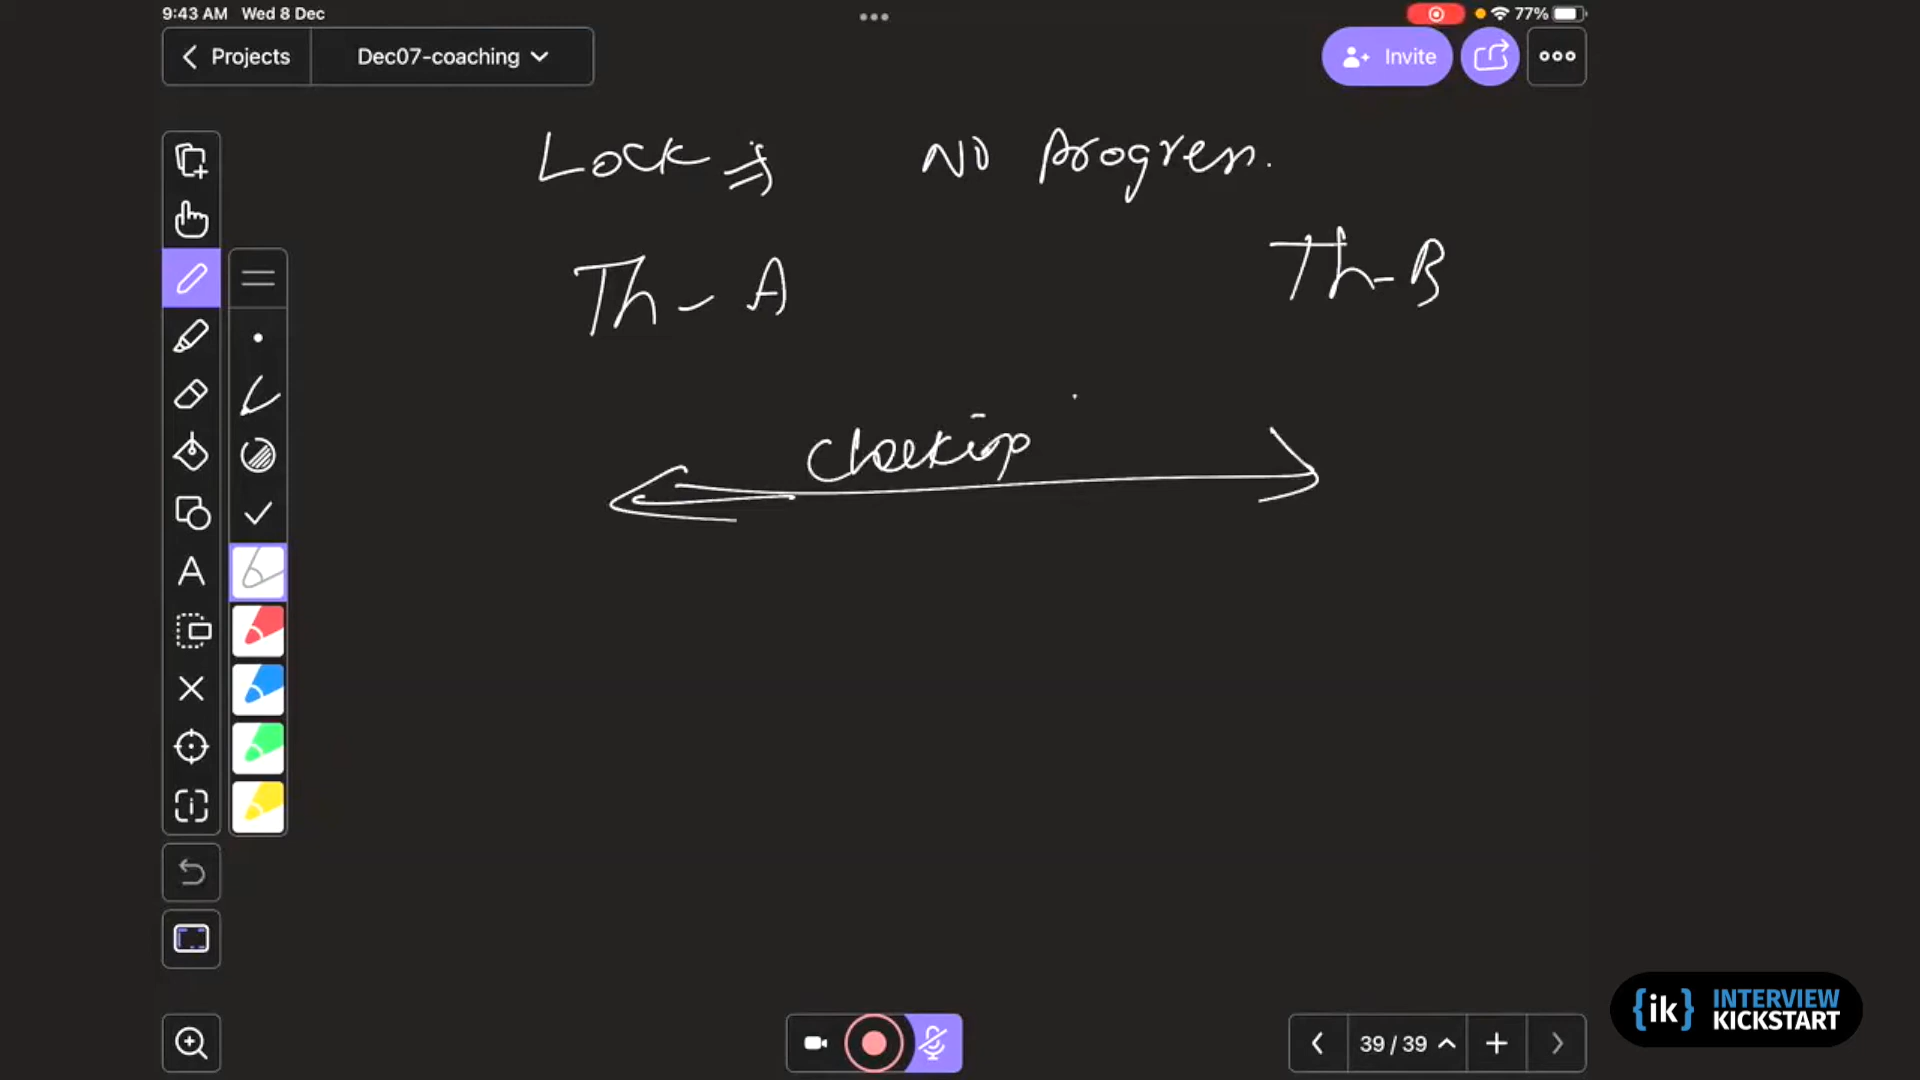 9:43 AM Wed 8 Dec
77%
Projects
Dec07-coaching
Invite
Lock ⇒ No progress.
Th - A
Th - B
Checking
A
39 / 39
{ik} INTERVIEW KICKSTART